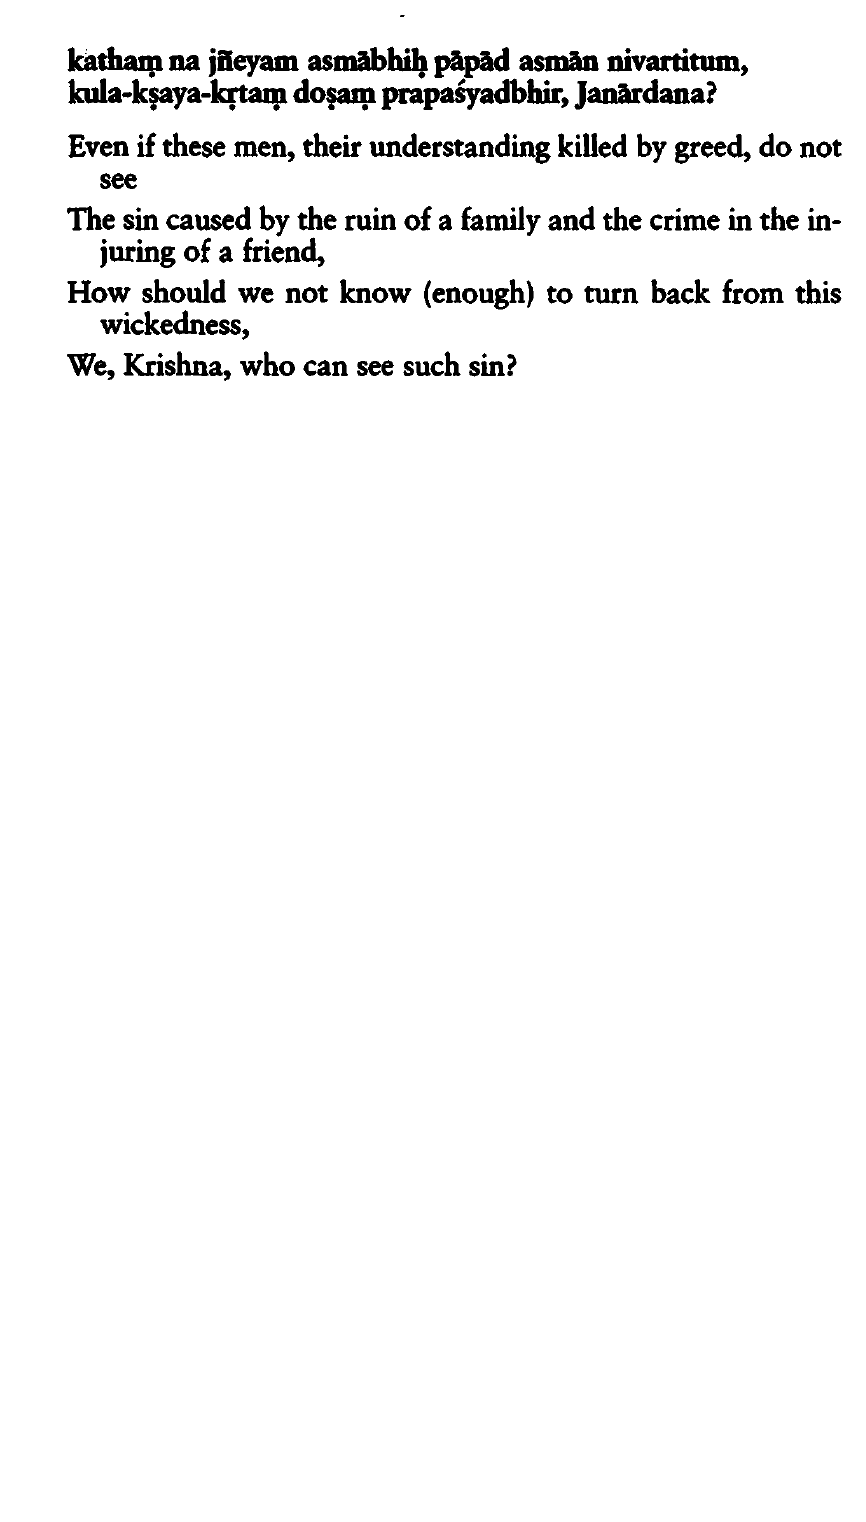 kathaṃ na jñeyam asmābhiḥ pāpād asmān nivartitum,
kula-kṣaya-kṛtaṃ doṣaṃ prapaśyadbhir, Janārdana?
Even if these men, their understanding killed by greed, do not
see
The sin caused by the ruin of a family and the crime in the in-
juring of a friend,
How should we not know (enough) to turn back from this
wickedness,
We, Krishna, who can see such sin?